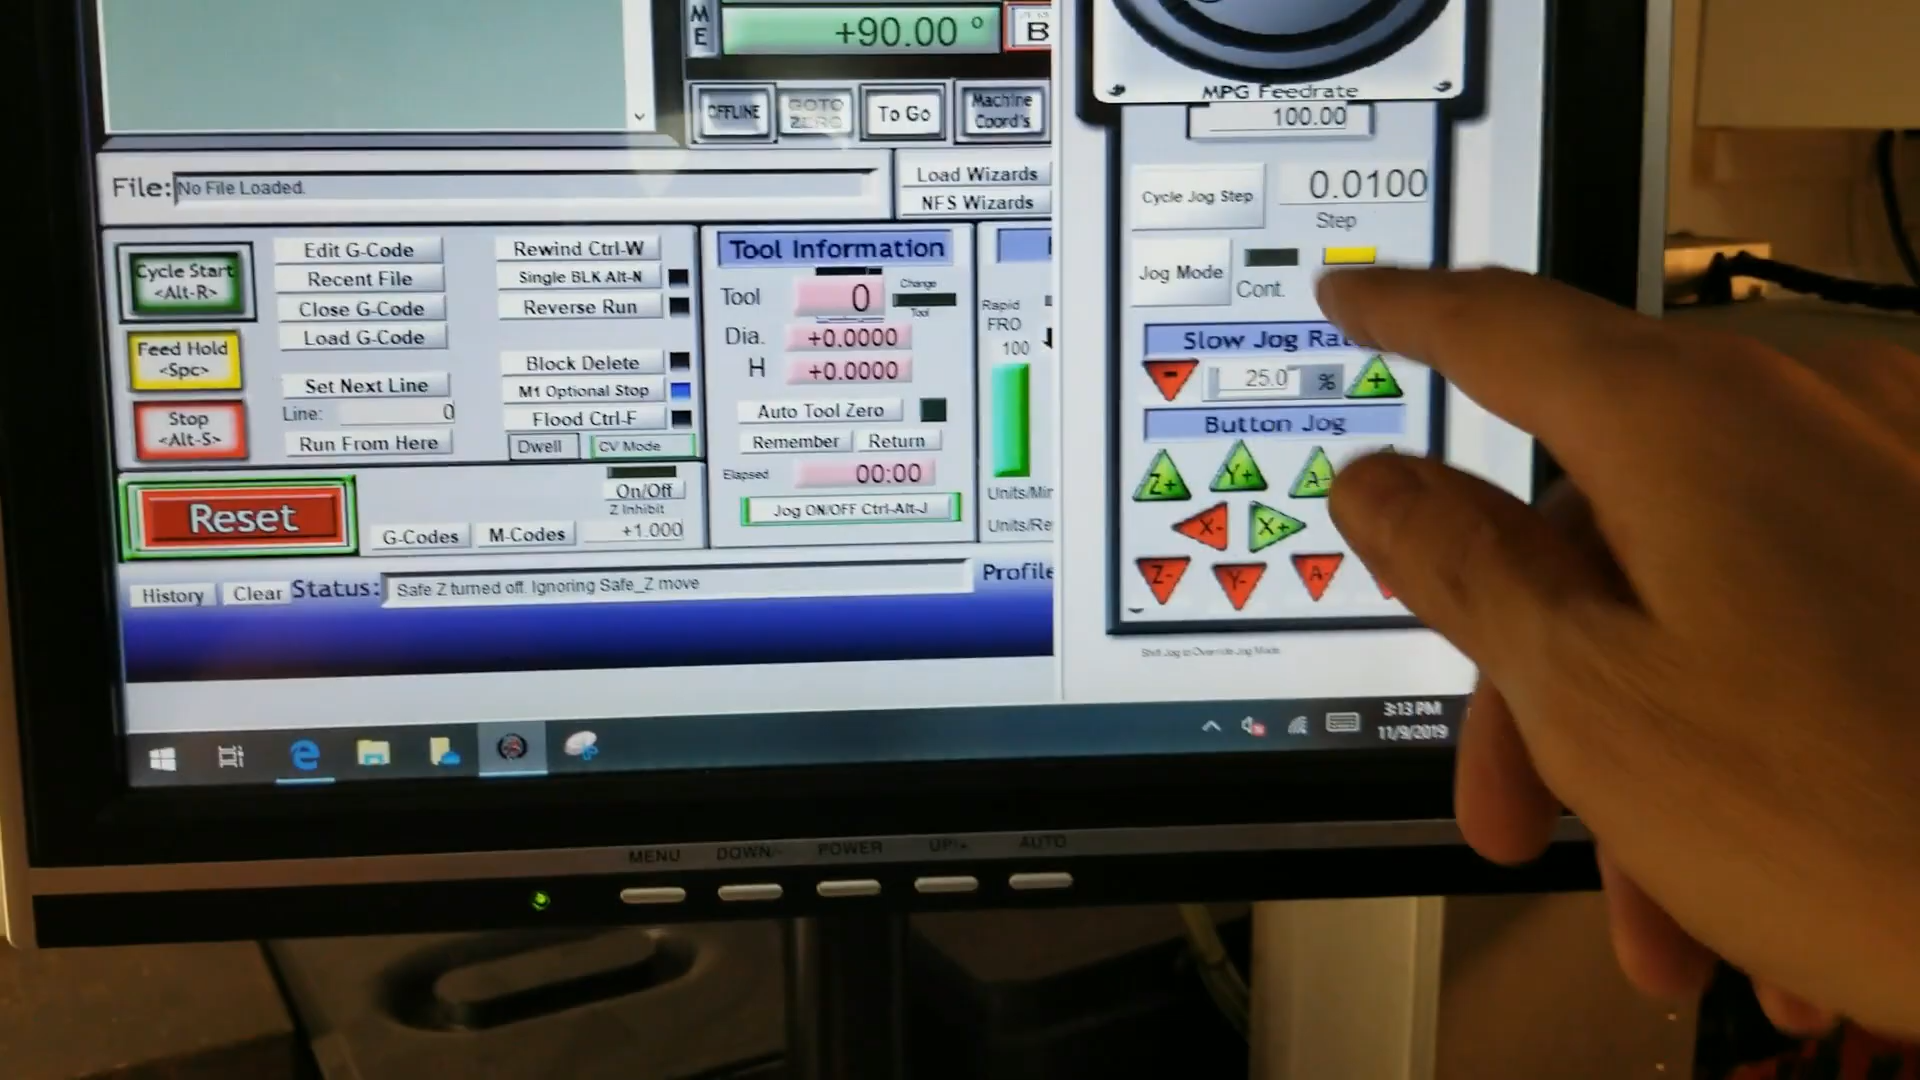 M
E
+90.00 °
B
OFFLINE
GOTO
ZERO
To Go
Machine
Coord's
MPG Feedrate
100.00
File: No File Loaded.
Load Wizards
NFS Wizards
Cycle Jog Step
0.0100
Step
Jog Mode
Cont.
Cycle Start
<Alt-R>
Edit G-Code
Recent File
Close G-Code
Load G-Code
Rewind Ctrl-W
Single BLK Alt-N
Reverse Run
Feed Hold
<Spc>
Set Next Line
Line: 0
Run From Here
Stop
<Alt-S>
Block Delete
M1 Optional Stop
Flood Ctrl-F
Dwell
CV Mode
Tool Information
Tool 0
Change
Tool
Dia. +0.0000
H +0.0000
Auto Tool Zero
Remember
Return
Elapsed 00:00
Jog ON/OFF Ctrl-Alt-J
Rapid
FRO
100
Units/Min
Units/Re
Slow Jog Ra
- 25.0 % +
Button Jog
Z+ Y+ A+
X- X+
Z- Y- A-
Shift Jog to Override Jog Mode
Reset
G-Codes
M-Codes
On/Off
Z Inhibit
+1.000
History
Clear
Status: Safe Z turned off. Ignoring Safe_Z move
Profile
3:13 PM
11/9/2019
MENU DOWN/- POWER UP/+ AUTO